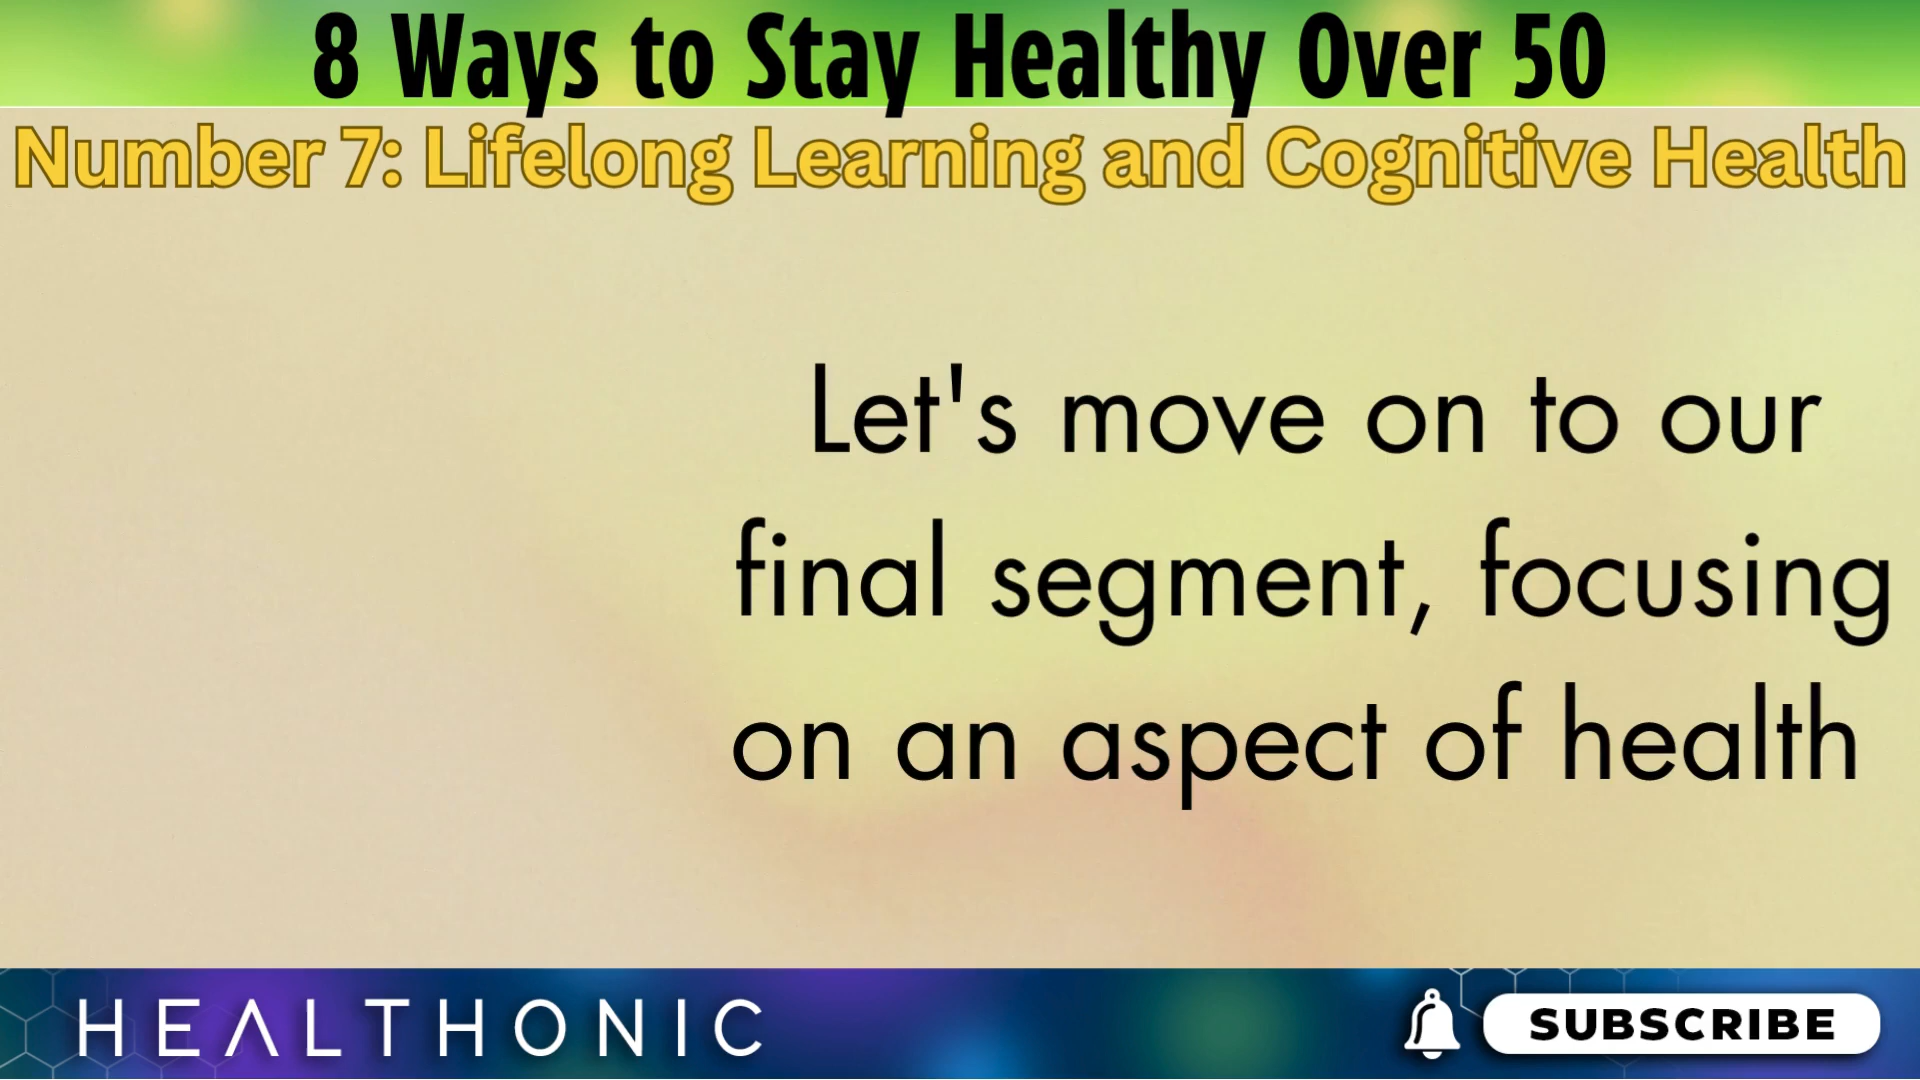 8 Ways to Stay Healthy Over 50
Number 7: Lifelong Learning and Cognitive Health
Let's move on to our
final segment, focusing
on an aspect of health
HEALTHONIC
SUBSCRIBE